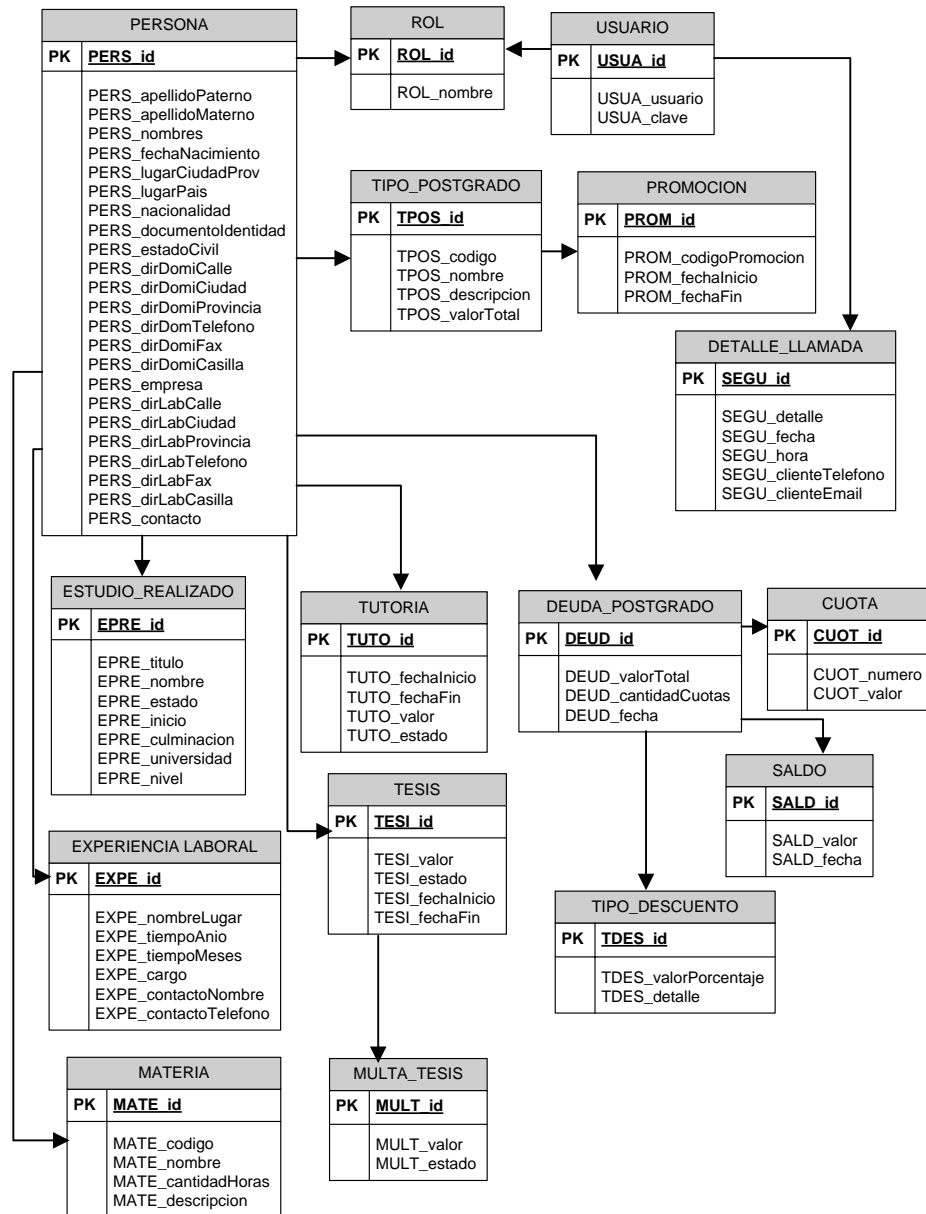 PERSONA
PK PERS_id
PERS_apellidoPaterno
PERS_apellidoMaterno
PERS_nombres
PERS_fechaNacimiento
PERS_lugarCiudadProv
PERS_lugarPais
PERS_nacionalidad
PERS_documentoIdentidad
PERS_estadoCivil
PERS_dirDomiCalle
PERS_dirDomiCiudad
PERS_dirDomiProvincia
PERS_dirDomTelefono
PERS_dirDomiFax
PERS_dirDomiCasilla
PERS_empresa
PERS_dirLabCalle
PERS_dirLabCiudad
PERS_dirLabProvincia
PERS_dirLabTelefono
PERS_dirLabFax
PERS_dirLabCasilla
PERS_contacto
ROL
PK ROL_id
ROL_nombre
USUARIO
PK USUA_id
USUA_usuario
USUA_clave
TIPO_POSTGRADO
PK TPOS_id
TPOS_codigo
TPOS_nombre
TPOS_descripcion
TPOS_valorTotal
PROMOCION
PK PROM_id
PROM_codigoPromocion
PROM_fechaInicio
PROM_fechaFin
DETALLE_LLAMADA
PK SEGU_id
SEGU_detalle
SEGU_fecha
SEGU_hora
SEGU_clienteTelefono
SEGU_clienteEmail
ESTUDIO_REALIZADO
PK EPRE_id
EPRE_titulo
EPRE_nombre
EPRE_estado
EPRE_inicio
EPRE_culminacion
EPRE_universidad
EPRE_nivel
TUTORIA
PK TUTO_id
TUTO_fechaInicio
TUTO_fechaFin
TUTO_valor
TUTO_estado
DEUDA_POSTGRADO
PK DEUD_id
DEUD_valorTotal
DEUD_cantidadCuotas
DEUD_fecha
CUOTA
PK CUOT_id
CUOT_numero
CUOT_valor
SALDO
PK SALD_id
SALD_valor
SALD_fecha
TESIS
PK TESI_id
TESI_valor
TESI_estado
TESI_fechaInicio
TESI_fechaFin
EXPERIENCIA LABORAL
PK EXPE_id
EXPE_nombreLugar
EXPE_tiempoAnio
EXPE_tiempoMeses
EXPE_cargo
EXPE_contactoNombre
EXPE_contactoTelefono
TIPO_DESCUENTO
PK TDES_id
TDES_valorPorcentaje
TDES_detalle
MATERIA
PK MATE_id
MATE_codigo
MATE_nombre
MATE_cantidadHoras
MATE_descripcion
MULTA_TESIS
PK MULT_id
MULT_valor
MULT_estado